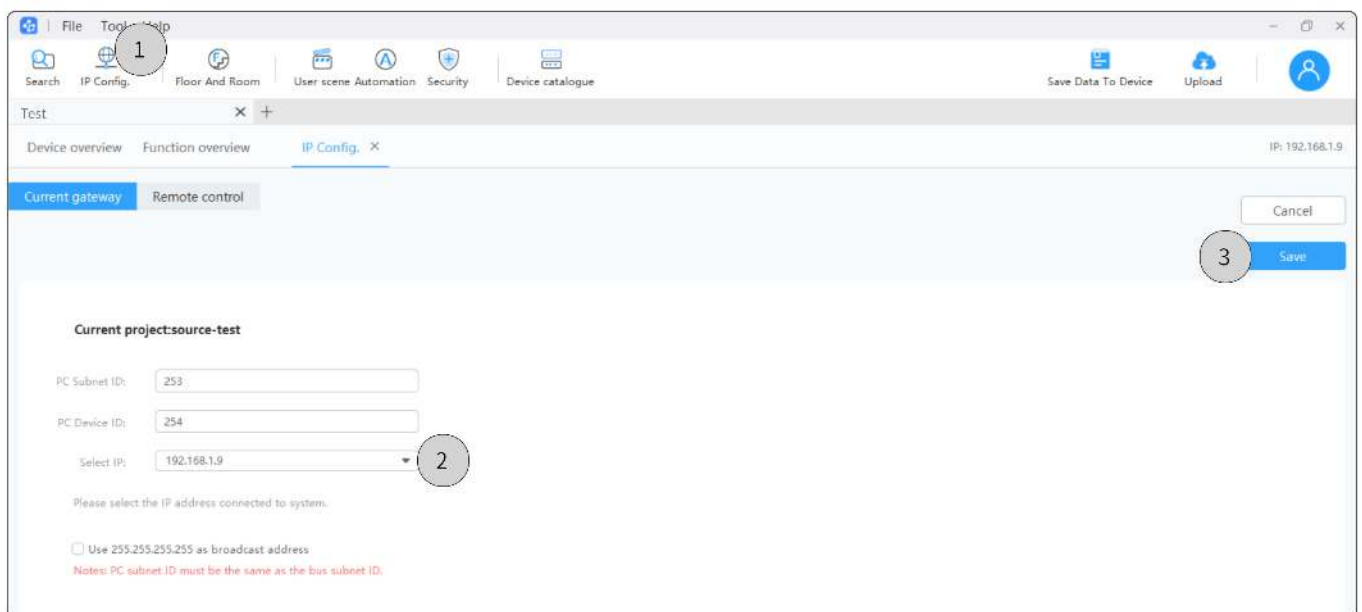 File Tools Help
1
Search IP Config. Floor And Room User scene Automation Security Device catalogue Save Data To Device Upload
Test
Device overview Function overview IP Config. IP: 192.168.1.9
Current gateway Remote control
Cancel
3 Save
Current project:source-test
PC Subnet ID: 253
PC Device ID: 254
Select IP: 192.168.1.9
2
Please select the IP address connected to system.
Use 255.255.255.255 as broadcast address
Notes: PC subnet ID must be the same as the bus subnet ID.